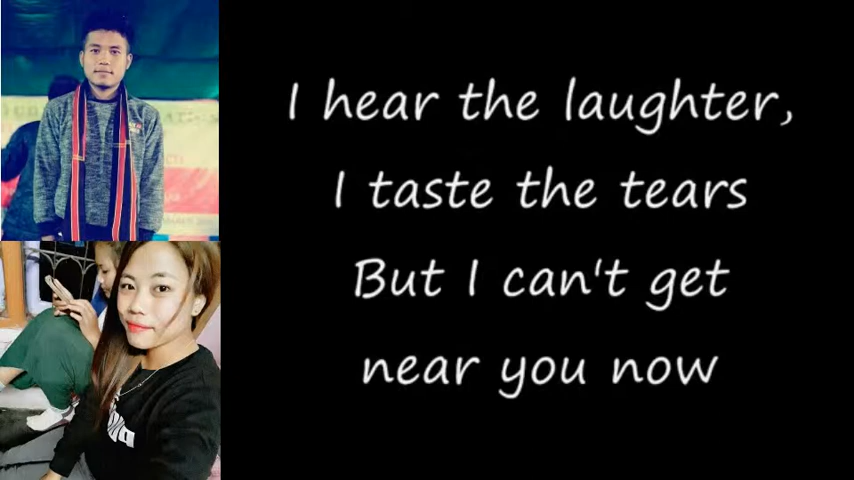 I hear the laughter,
I taste the tears
But I can't get
near you now